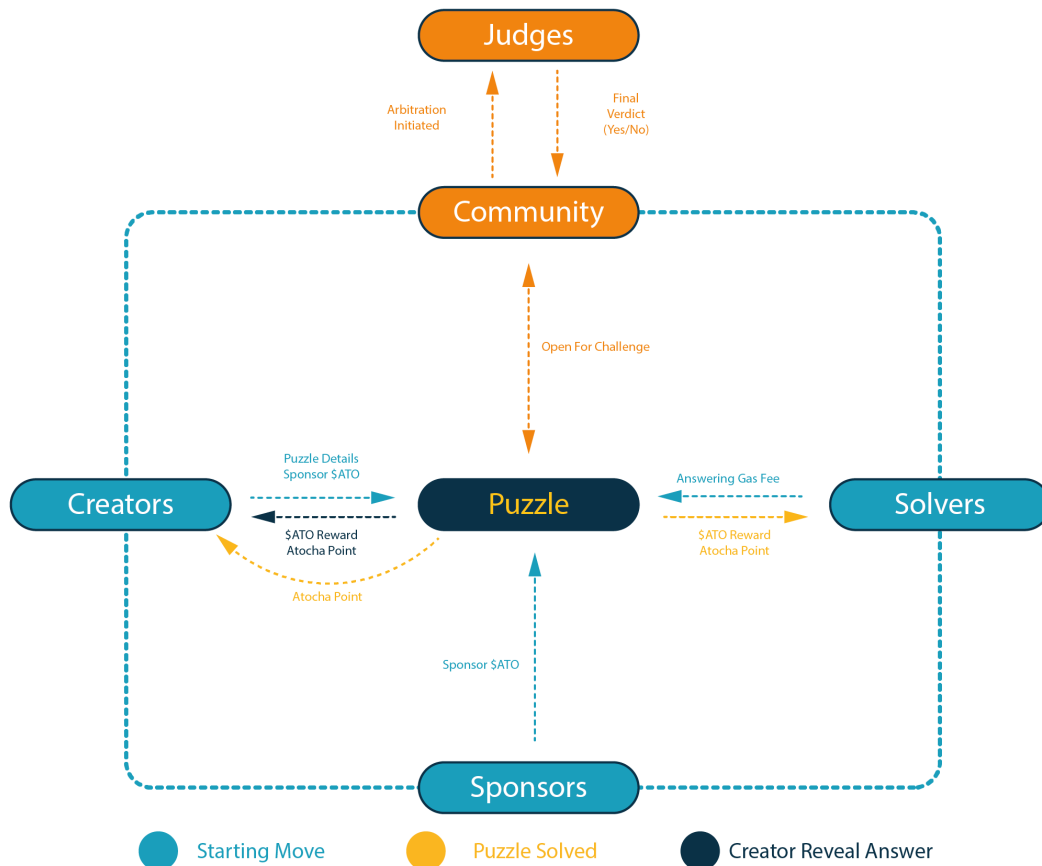 Judges
Arbitration
Initiated
Final
Verdict
(Yes/No)
Community
Open For Challenge
Puzzle Details
Sponsor $ATO
Answering Gas Fee
Creators
Puzzle
Solvers
$ATO Reward
Atocha Point
$ATO Reward
Atocha Point
Atocha Point
Sponsor $ATO
Sponsors
Starting Move
Puzzle Solved
Creator Reveal Answer